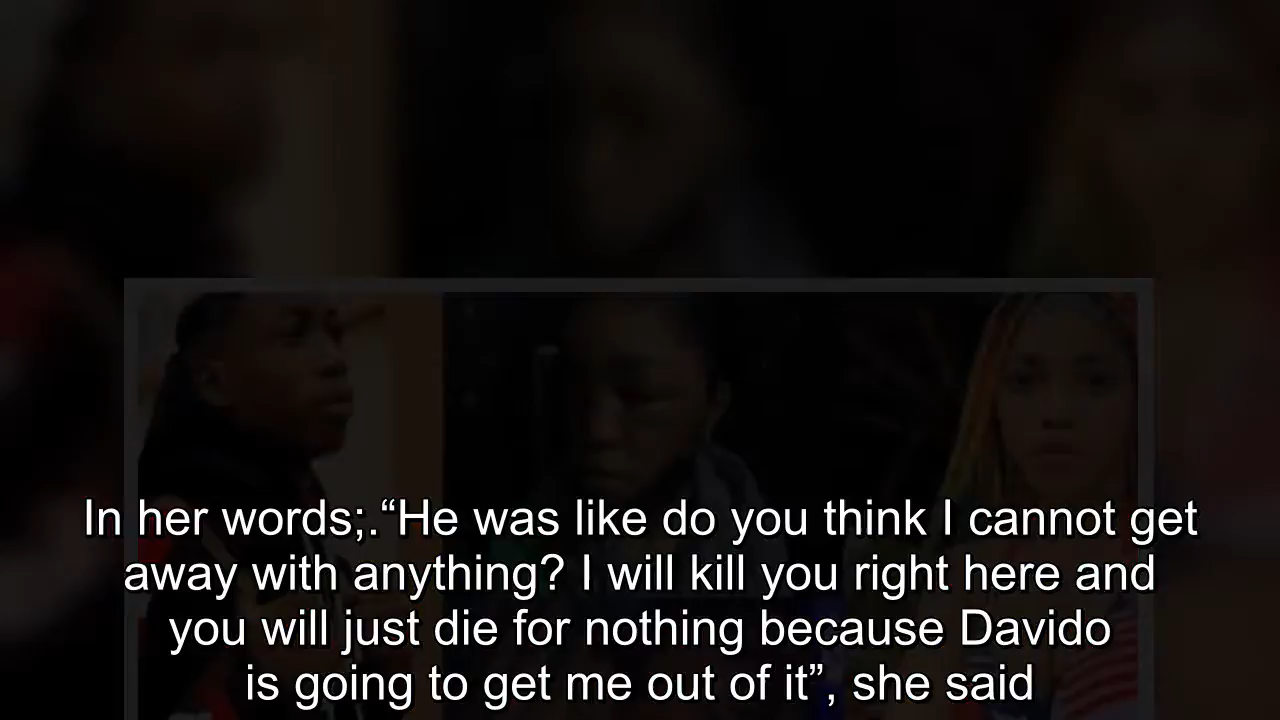 In her words;.“He was like do you think I cannot get
away with anything? I will kill you right here and
you will just die for nothing because Davido
is going to get me out of it”, she said